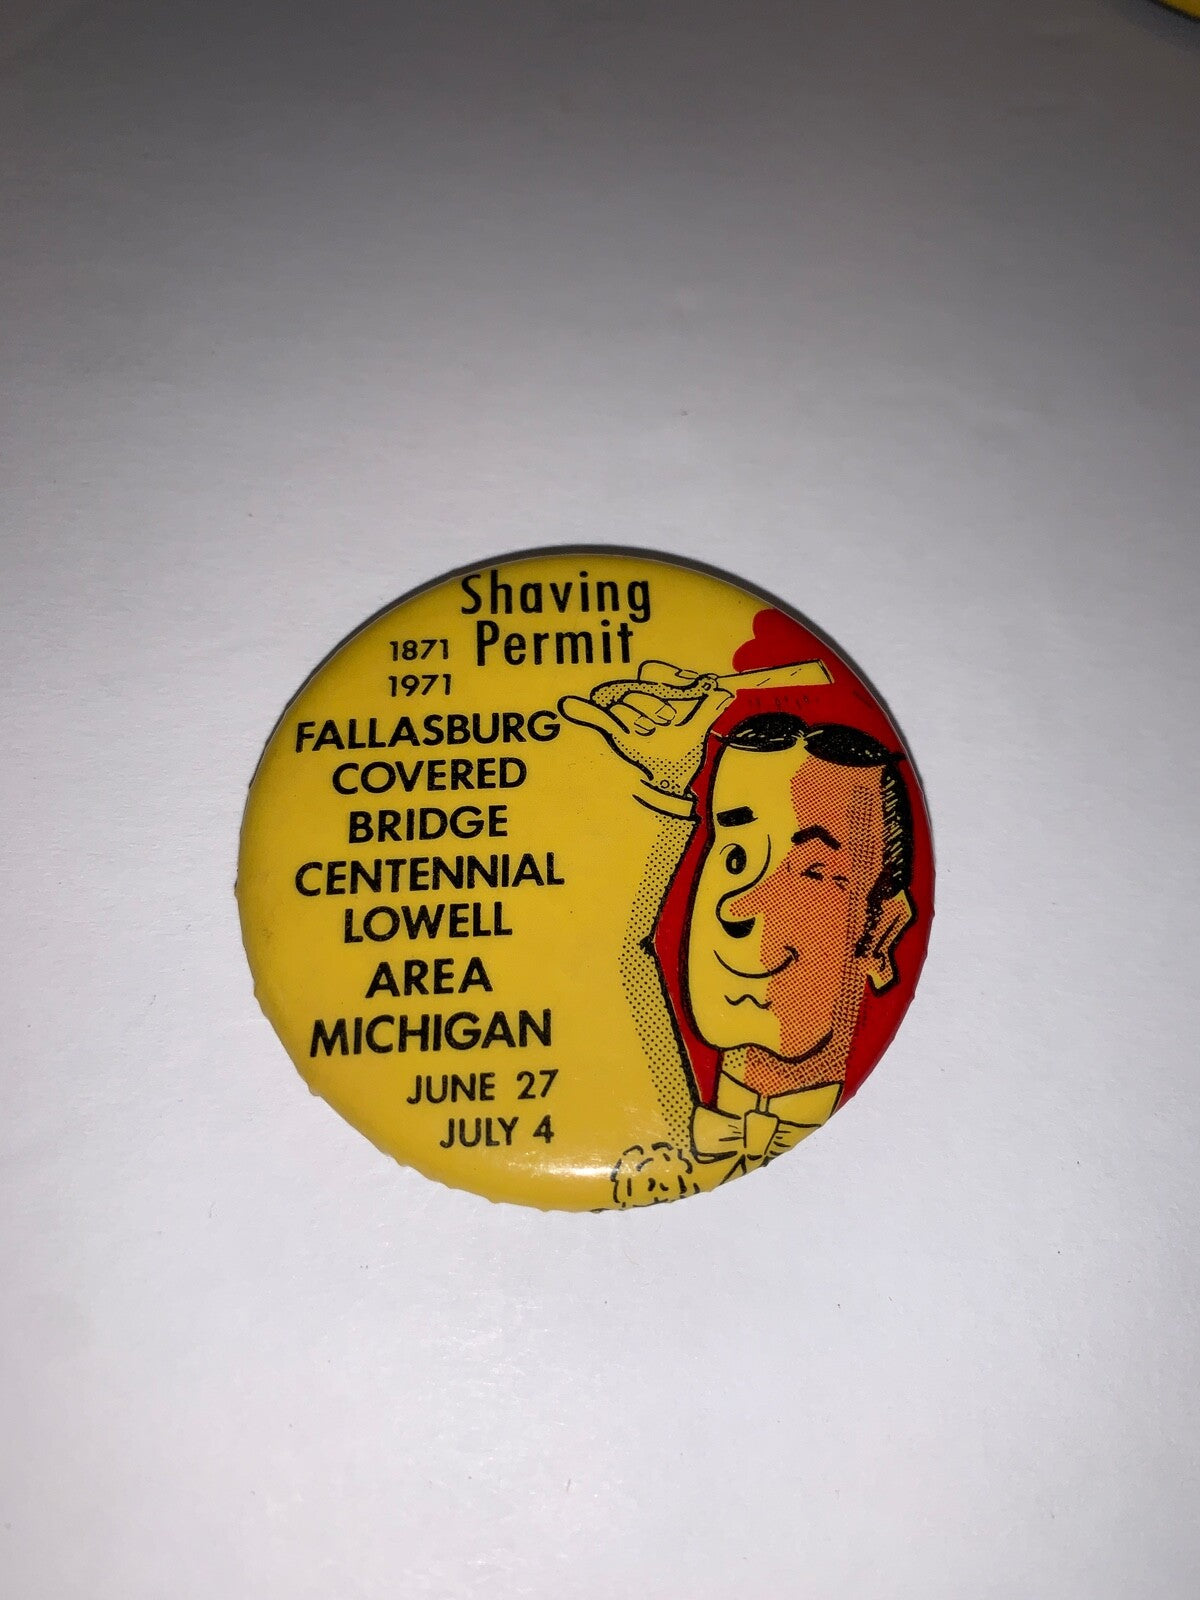 Shaving
Permit
1871
1971
FALLASBURG
COVERED
BRIDGE
CENTENNIAL
LOWELL
AREA
MICHIGAN
JUNE 27
JULY 4